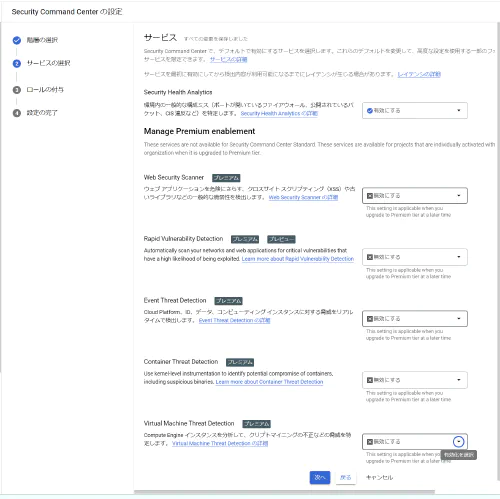 Security Command Center の設定
階層の選択
2 サービスの選択
3 ロールの付与
4 設定の完了
サービス すべての変更を保存しました
Security Command Center で、デフォルトで有効にするサービスを選択します。これらのデフォルトを変更して、高度な設定を使用する一部のフ
サービスを限定できます。 サービスの詳細
サービスを最初に有効にしてから検出内容が利用可能になるまでにレイテンシが生じる場合があります。 レイテンシの詳細
Security Health Analytics
環境内の一般的な構成ミス（ポートが開いているファイアウォール、公開されているバ
ケット、CIS 違反など）を特定します。 Security Health Analytics の詳細
有効にする
Manage Premium enablement
These services are not available for Security Command Center Standard. These services are available for projects that are individually activated with
organization when it is upgraded to Premium tier.
Web Security Scanner プレミアム
ウェブ アプリケーションを危険にさらす、クロスサイト スクリプティング（XSS）や古
いライブラリなどの一般的な脆弱性を検出します。 Web Security Scanner の詳細
無効にする
This setting is applicable when you
upgrade to Premium tier at a later time
Rapid Vulnerability Detection プレミアム プレビュー
Automatically scan your networks and web applications for critical vulnerabilities that
have a high likelihood of being exploited. Learn more about Rapid Vulnerability Detection
無効にする
This setting is applicable when you
upgrade to Premium tier at a later time
Event Threat Detection プレミアム
Cloud Platform、ID、データ、コンピューティング インスタンスに対する脅威をリアル
タイムで検出します。 Event Threat Detection の詳細
無効にする
This setting is applicable when you
upgrade to Premium tier at a later time
Container Threat Detection プレミアム
Use kernel-level instrumentation to identify potential compromise of containers,
including suspicious binaries. Learn more about Container Threat Detection
無効にする
This setting is applicable when you
upgrade to Premium tier at a later time
Virtual Machine Threat Detection プレミアム
Compute Engine インスタンスを分析して、クリプトマイニングの不正などの脅威を特
定します。 Virtual Machine Threat Detection の詳細
無効にする
有効化を選択
This setting is applicable
upgrade to Premium tier at a later time
次へ 戻る キャンセル